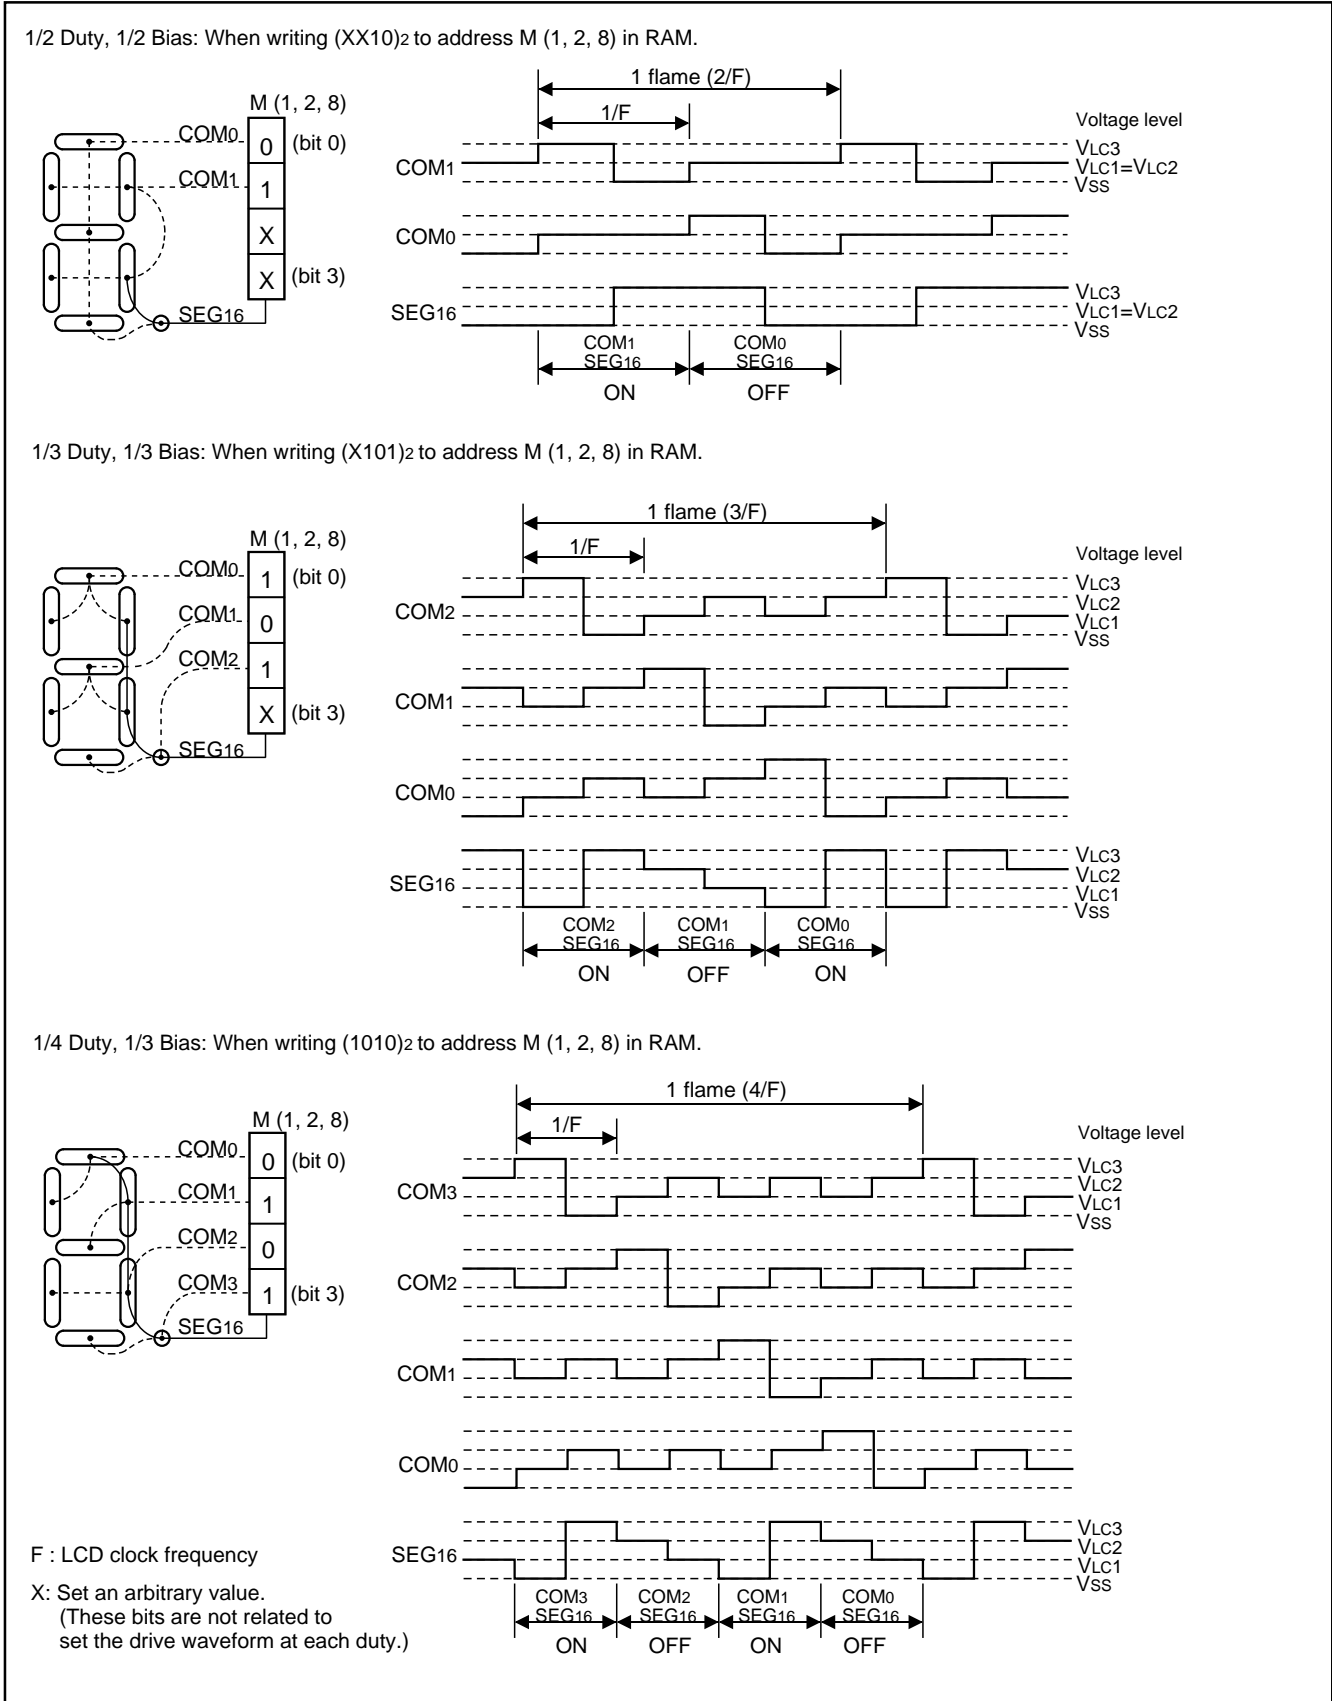 1/2 Duty, 1/2 Bias: When writing (XX10)2 to address M (1, 2, 8) in RAM.
1 flame (2/F)
M (1, 2, 8)
1/F
Voltage level
COM0
0
(bit 0)
VLC3
COM1
VLC1=VLC2
VSS
COM1
1
X
COM0
X
(bit 3)
SEG16
SEG16
VLC3
VLC1=VLC2
VSS
COM1
SEG16
COM0
SEG16
ON
OFF
1/3 Duty, 1/3 Bias: When writing (X101)2 to address M (1, 2, 8) in RAM.
1 flame (3/F)
M (1, 2, 8)
1/F
Voltage level
COM0
1
(bit 0)
VLC3
VLC2
VLC1
VSS
COM2
COM1
0
COM2
1
X
(bit 3)
COM1
SEG16
COM0
SEG16
VLC3
VLC2
VLC1
VSS
COM2
SEG16
COM1
SEG16
COM0
SEG16
ON
OFF
ON
1/4 Duty, 1/3 Bias: When writing (1010)2 to address M (1, 2, 8) in RAM.
1 flame (4/F)
M (1, 2, 8)
1/F
Voltage level
COM0
0
(bit 0)
VLC3
VLC2
VLC1
VSS
COM3
COM1
1
COM2
0
COM3
1
(bit 3)
COM2
SEG16
COM1
COM0
SEG16
VLC3
VLC2
VLC1
VSS
F : LCD clock frequency
X: Set an arbitrary value.
(These bits are not related to
set the drive waveform at each duty.)
COM3
SEG16
COM2
SEG16
COM1
SEG16
COM0
SEG16
ON
OFF
ON
OFF